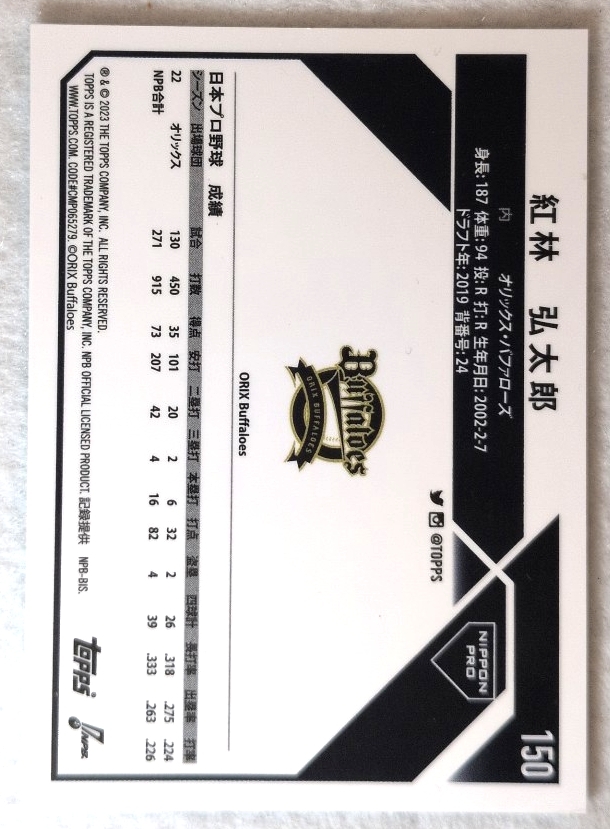 紅林 弘太郎
150
内 オリックス・バファローズ
身長: 187 体重: 94 投: R 打: R 生年月日: 2002-2-7
ドラフト年: 2019 背番号: 24
NIPPON
PRO
@TOPPS
Buffaloes
ORIX BUFFALOES
ORIX Buffaloes
日本プロ野球 成績
シーズン 出場球団 試合 打数 得点 安打 二塁打 三塁打 本塁打 打点 盗塁 四球計 長打率 出塁率 打率
22 オリックス 130 450 35 101 20 2 6 32 2 26 .318 .275 .224
NPB合計 271 915 73 207 42 4 16 82 4 39 .333 .263 .226
® & © 2023 THE TOPPS COMPANY, INC. ALL RIGHTS RESERVED.
TOPPS IS A REGISTERED TRADEMARK OF THE TOPPS COMPANY, INC. NPB OFFICIAL LICENSED PRODUCT. 記録提供 NPB-BIS.
WWW.TOPPS.COM. CODE#CMP065279. ©ORIX Buffaloes
topps
NPB